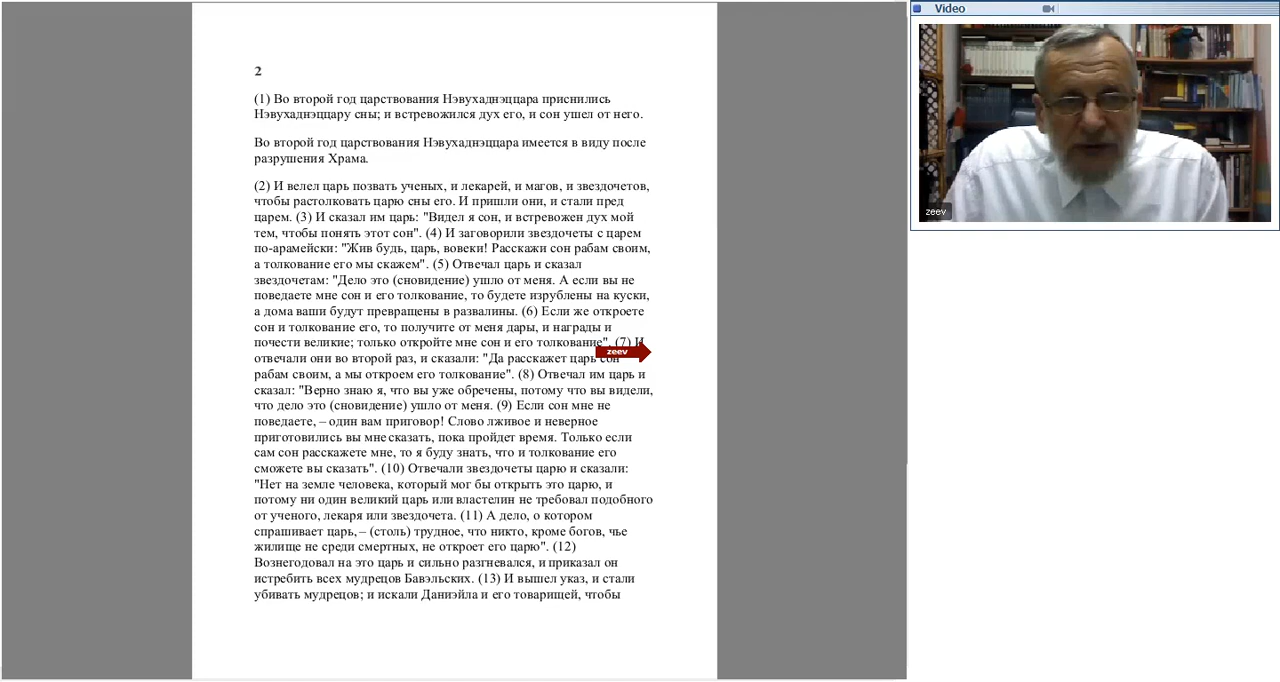 2
(1) Во второй год царствования Нэвухаднэццара приснились
Нэвухаднэццару сны; и встревожился дух его, и сон ушел от него.
Во второй год царствования Нэвухаднэццара имеется в виду после
разрушения Храма.
(2) И велел царь позвать ученых, и лекарей, и магов, и звездочетов,
чтобы растолковать царю сны его. И пришли они, и стали пред
царем. (3) И сказал им царь: "Видел я сон, и встревожен дух мой
тем, чтобы понять этот сон". (4) И заговорили звездочеты с царем
по-арамейски: "Жив будь, царь, вовеки! Расскажи сон рабам своим,
а толкование его мы скажем". (5) Отвечал царь и сказал
звездочетам: "Дело это (сновидение) ушло от меня. А если вы не
поведаете мне сон и его толкование, то будете изрублены на куски,
а дома ваши будут превращены в развалины. (6) Если же откроете
сон и толкование его, то получите от меня дары, и награды и
почести великие; только откройте мне сон и его толкование". (7) И
отвечали они во второй раз, и сказали: "Да расскажет царь сон
рабам своим, а мы откроем его толкование". (8) Отвечал им царь и
сказал: "Верно знаю я, что вы уже обречены, потому что вы видели,
что дело это (сновидение) ушло от меня. (9) Если сон мне не
поведаете, – один вам приговор! Слово лживое и неверное
приготовились вы мне сказать, пока пройдет время. Только если
сам сон расскажете мне, то я буду знать, что и толкование его
сможете вы сказать". (10) Отвечали звездочеты царю и сказали:
"Нет на земле человека, который мог бы открыть это царю, и
потому ни один великий царь или властелин не требовал подобного
от ученого, лекаря или звездочета. (11) А дело, о котором
спрашивает царь, – (столь) трудное, что никто, кроме богов, чье
жилище не среди смертных, не откроет его царю". (12)
Вознегодовал на это царь и сильно разгневался, и приказал он
истребить всех мудрецов Бавэльских. (13) И вышел указ, и стали
убивать мудрецов; и искали Даниэйла и его товарищей, чтобы
zeev
Video
zeev